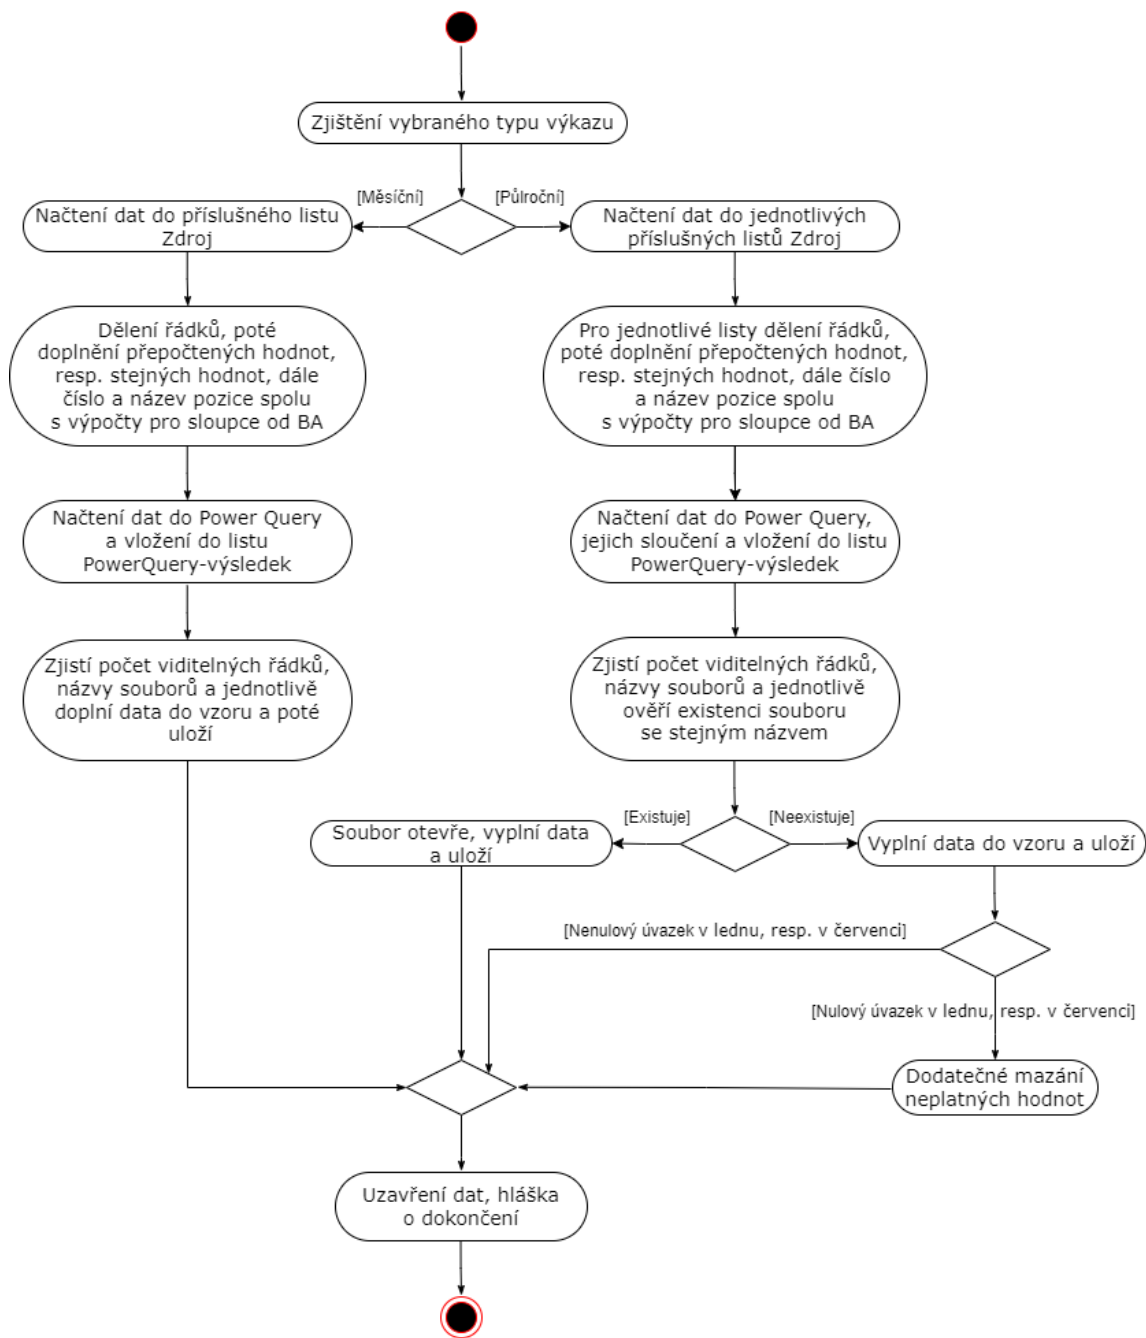 Zjištění vybraného typu výkazu
[Měsíční]
[Půlroční]
Načtení dat do příslušného listu
Zdroj
Načtení dat do jednotlivých
příslušných listů Zdroj
Dělení řádků, poté
doplnění přepočtených hodnot,
resp. stejných hodnot, dále
číslo a název pozice spolu
s výpočty pro sloupce od BA
Pro jednotlivé listy dělení řádků,
poté doplnění přepočtených hodnot,
resp. stejných hodnot, dále číslo
a název pozice spolu
s výpočty pro sloupce od BA
Načtení dat do Power Query
a vložení do listu
PowerQuery-výsledek
Načtení dat do Power Query,
jejich sloučení a vložení do listu
PowerQuery-výsledek
Zjistí počet viditelných řádků,
názvy souborů a jednotlivě
doplní data do vzoru a poté
uloží
Zjistí počet viditelných řádků,
názvy souborů a jednotlivě
ověří existenci souboru
se stejným názvem
[Existuje]
[Neexistuje]
Soubor otevře, vyplní data
a uloží
Vyplní data do vzoru a uloží
[Nenulový úvazek v lednu, resp. v červenci]
[Nulový úvazek v lednu, resp. v červenci]
Dodatečné mazání
neplatných hodnot
Uzavření dat, hláška
o dokončení